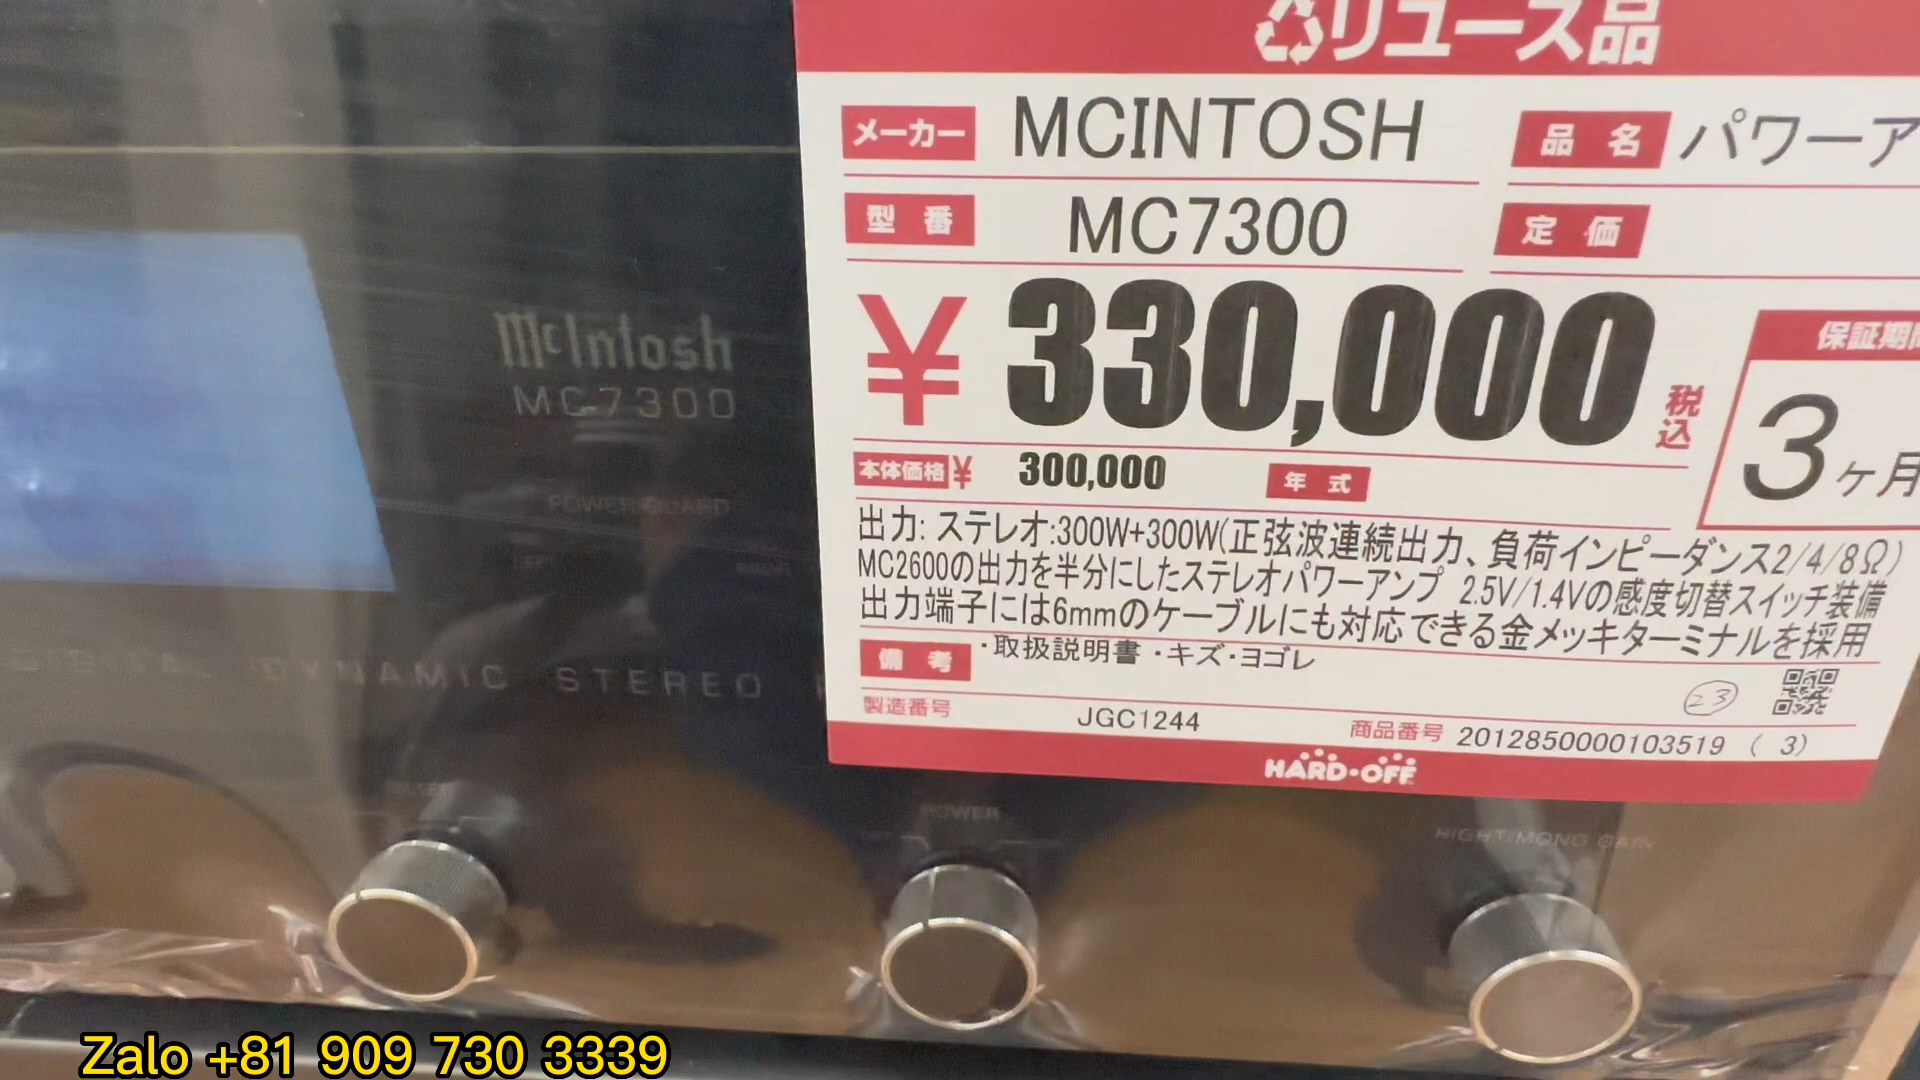 リユース品
メーカー MCINTOSH 品名 パワーア
型番 MC7300 定価
¥330,000 税込
保証期間
3ヶ月
本体価格¥ 300,000 年式
出力: ステレオ:300W+300W(正弦波連続出力、負荷インピーダンス2/4/8Ω)
MC2600の出力を半分にしたステレオパワーアンプ 2.5V/1.4Vの感度切替スイッチ装備
出力端子には6mmのケーブルにも対応できる金メッキターミナルを採用
備考 ・取扱説明書・キズ・ヨゴレ
23
製造番号 JGC1244 商品番号 2012850000103519 ( 3)
HARD・OFF
McIntosh
MC7300
POWER GUARD
DYNAMIC STEREO
POWER
RIGHT/MONO GAIN
Zalo +81 909 730 3339